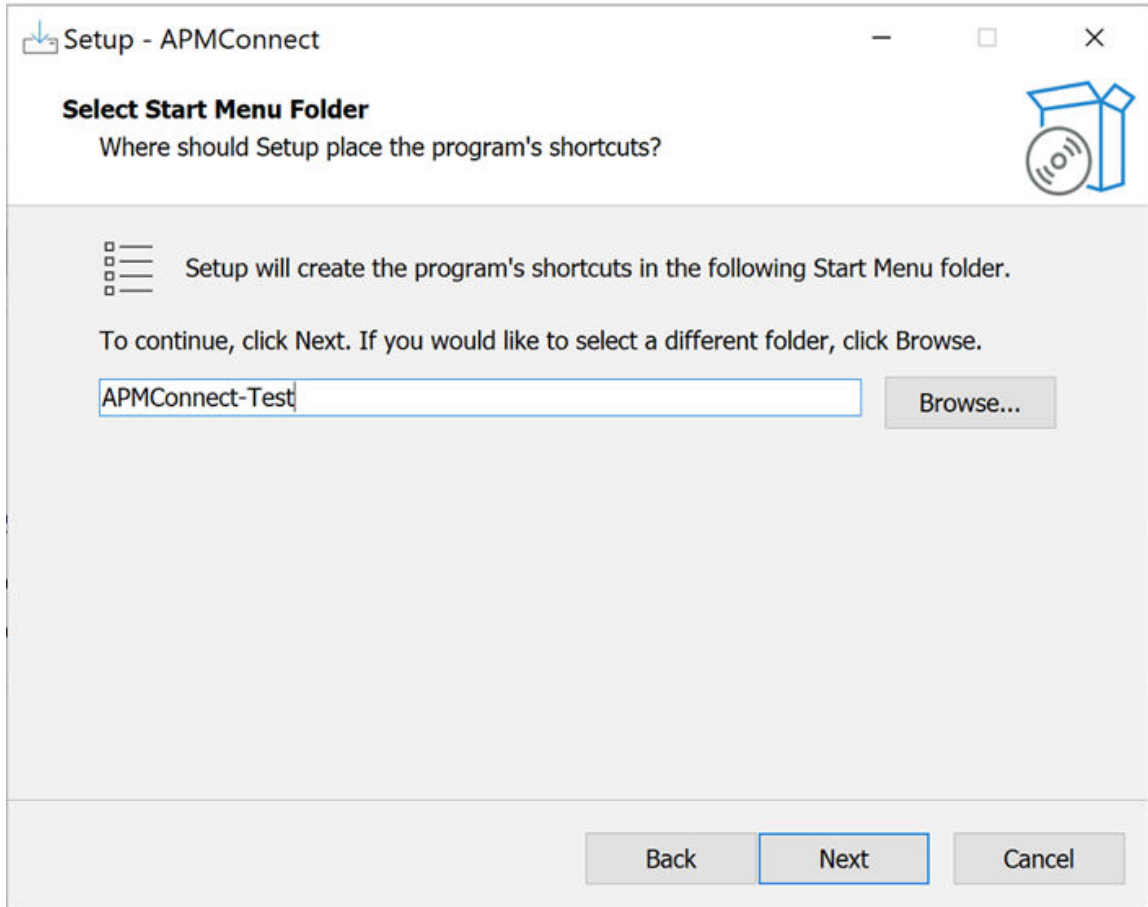 Setup - APMConnect
Select Start Menu Folder
Where should Setup place the program's shortcuts?
Setup will create the program's shortcuts in the following Start Menu folder.
To continue, click Next. If you would like to select a different folder, click Browse.
APMConnect-Test
Browse...
Back
Next
Cancel